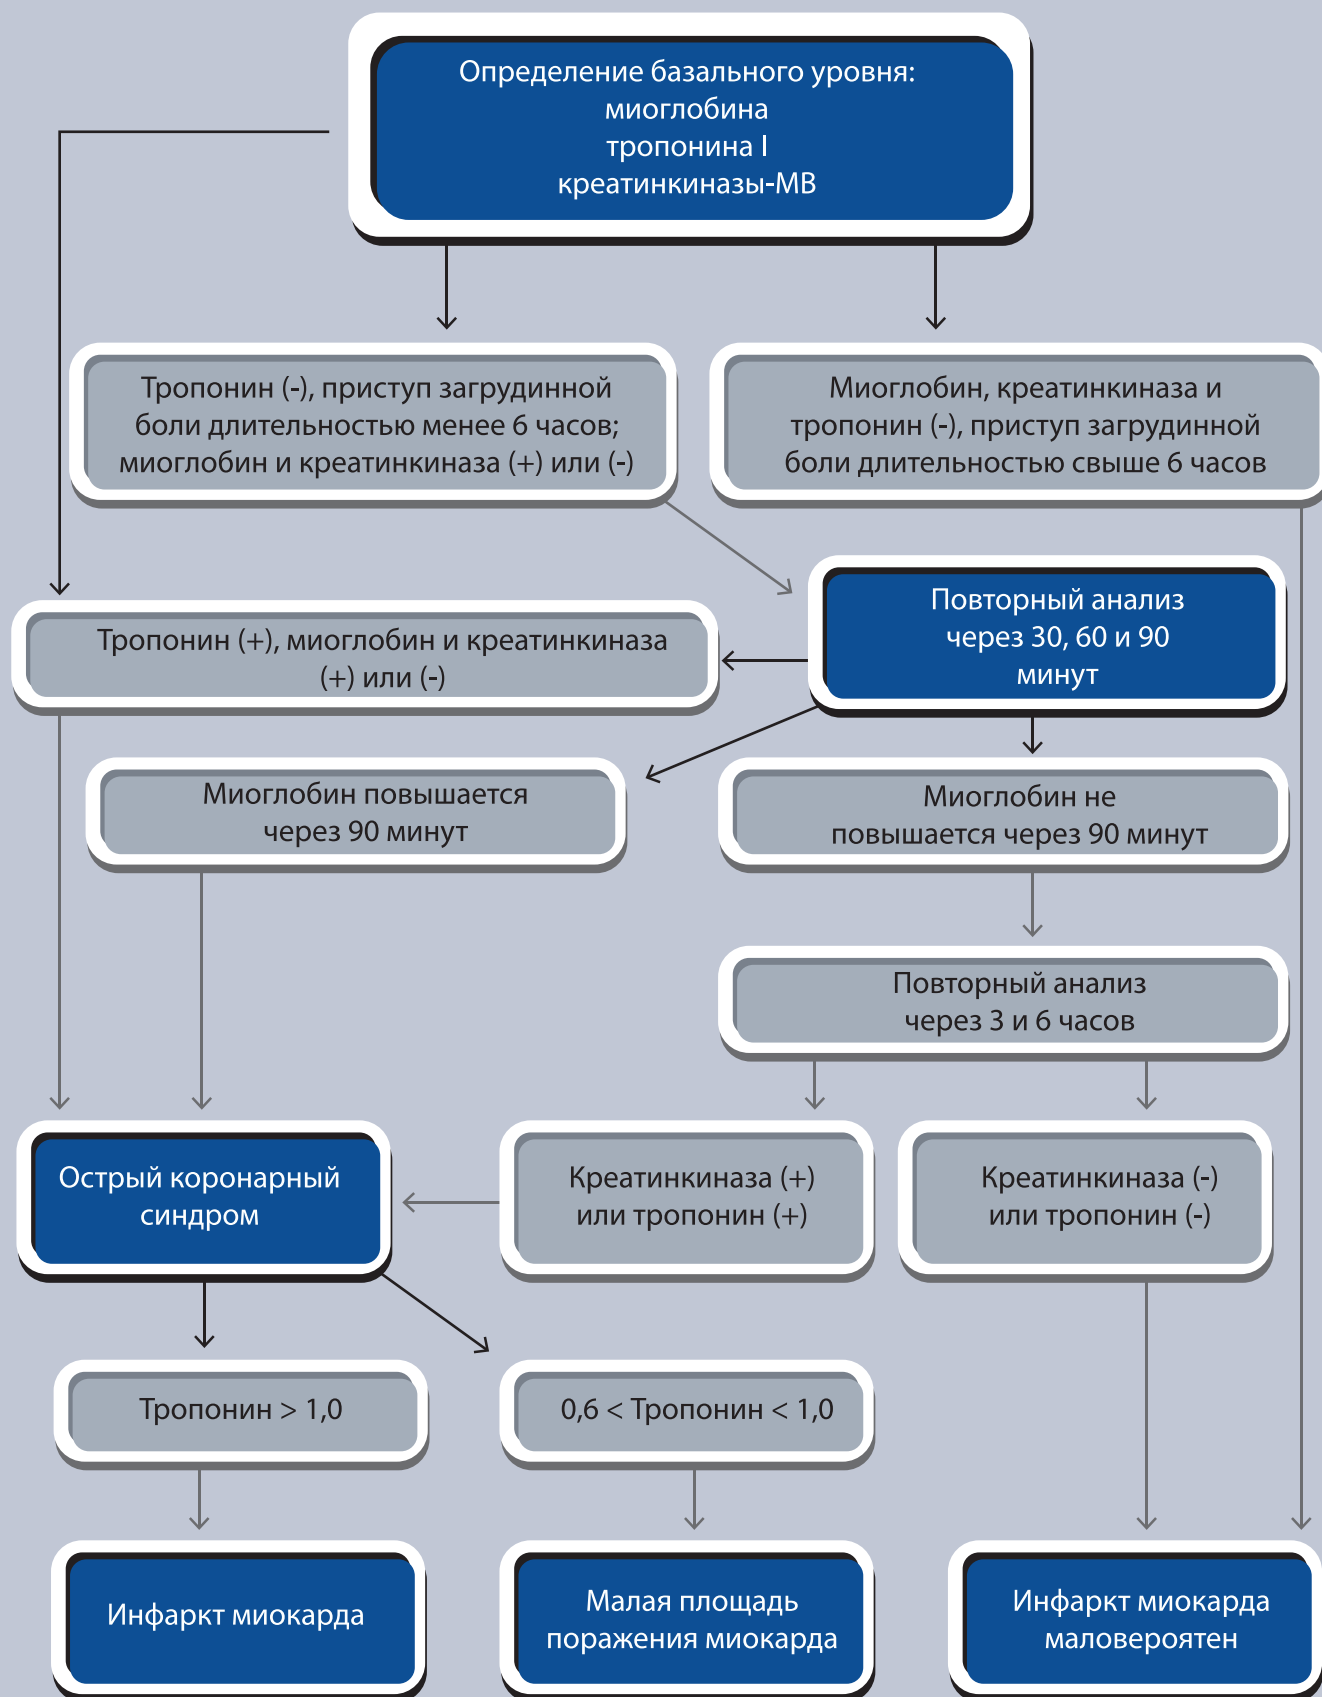 Определение базального уровня:
миоглобина
тропонина I
креатинкиназы-МВ
Тропонин (-), приступ загрудинной
боли длительностью менее 6 часов;
миоглобин и креатинкиназа (+) или (-)
Миоглобин, креатинкиназа и
тропонин (-), приступ загрудинной
боли длительностью свыше 6 часов
Повторный анализ
через 30, 60 и 90
минут
Тропонин (+), миоглобин и креатинкиназа
(+) или (-)
Миоглобин повышается
через 90 минут
Миоглобин не
повышается через 90 минут
Повторный анализ
через 3 и 6 часов
Острый коронарный
синдром
Креатинкиназа (+)
или тропонин (+)
Креатинкиназа (-)
или тропонин (-)
Тропонин > 1,0
0,6 < Тропонин < 1,0
Инфаркт миокарда
Малая площадь
поражения миокарда
Инфаркт миокарда
маловероятен